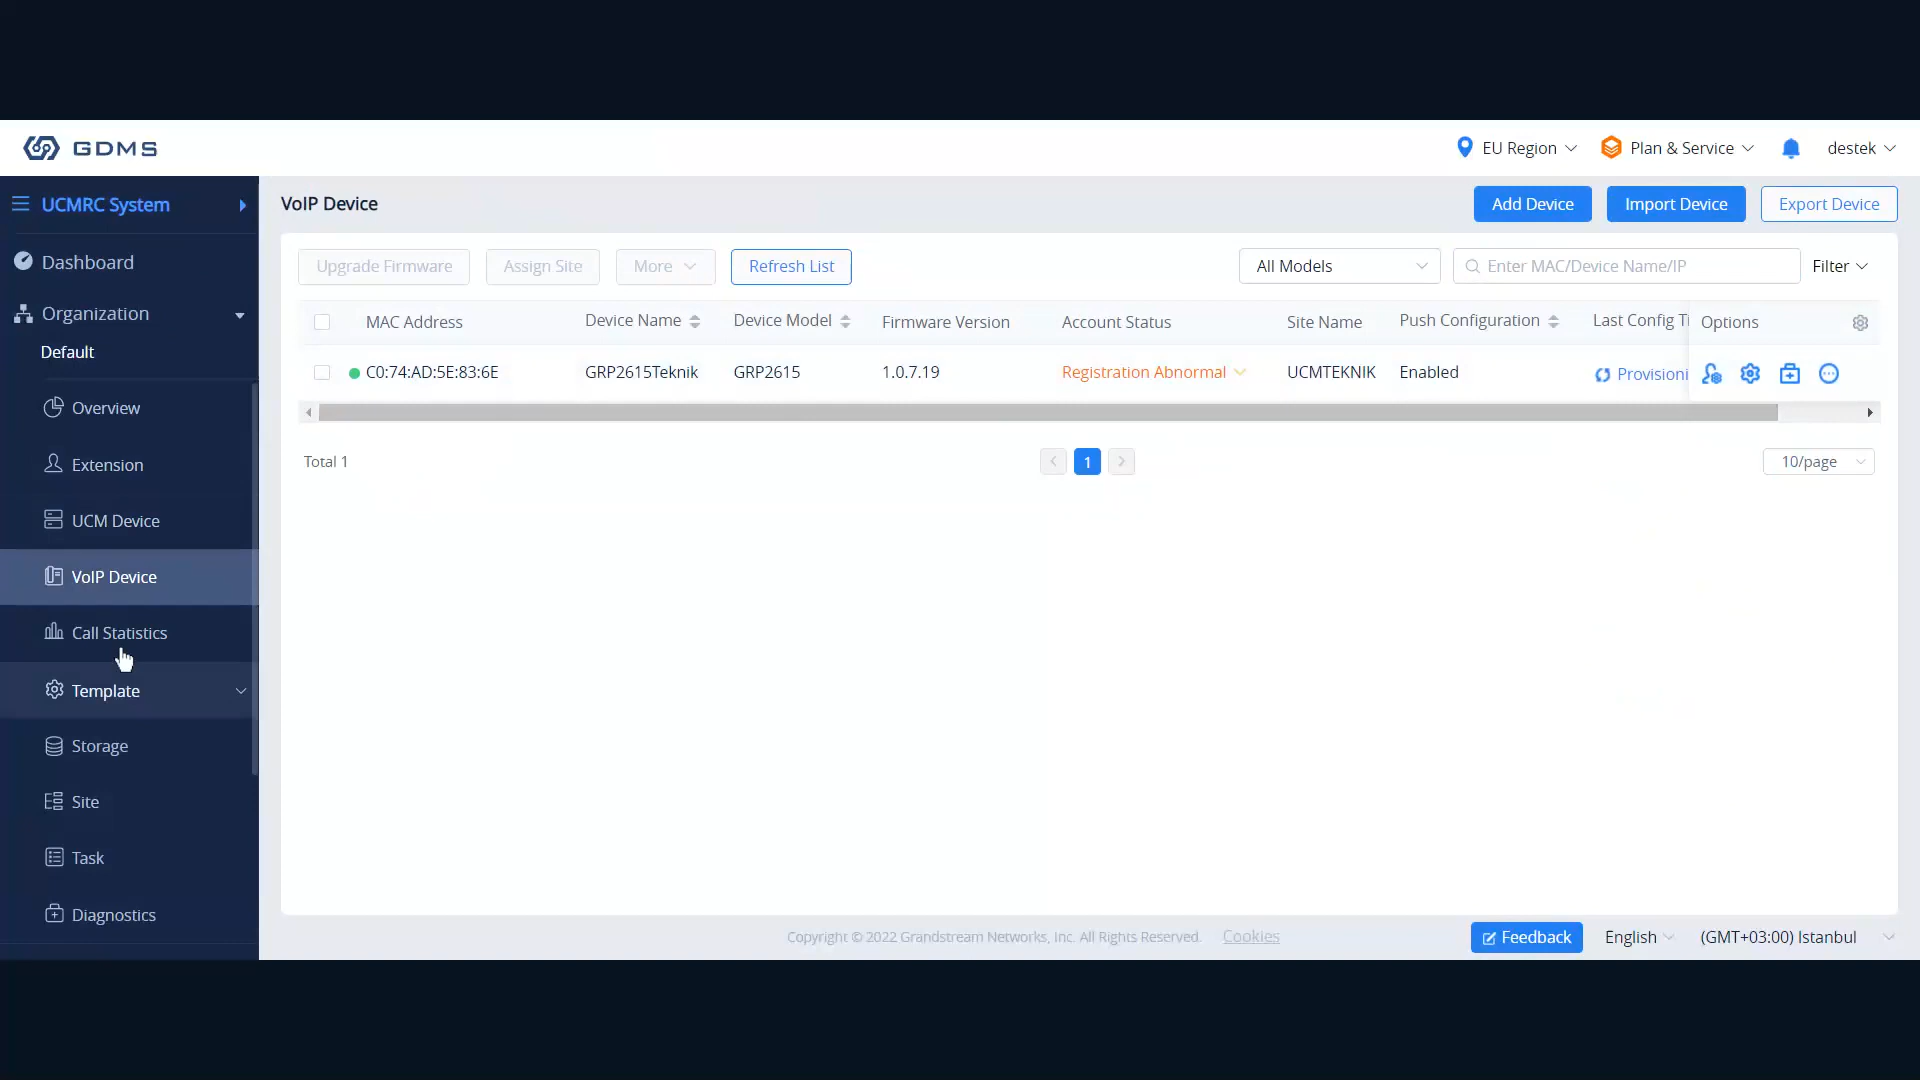 GDMS
EU Region
Plan & Service
destek
UCMRC System
VoIP Device
Add Device
Import Device
Export Device
Dashboard
Organization
Default
Overview
Extension
UCM Device
VoIP Device
Call Statistics
Template
Storage
Site
Task
Diagnostics
Upgrade Firmware
Assign Site
More
Refresh List
All Models
Enter MAC/Device Name/IP
Filter
MAC Address
Device Name
Device Model
Firmware Version
Account Status
Site Name
Push Configuration
Last Config Ti
Options
C0:74:AD:5E:83:6E
GRP2615Teknik
GRP2615
1.0.7.19
Registration Abnormal
UCMTEKNIK
Enabled
Provisioni
Total 1
1
10/page
Copyright © 2022 Grandstream Networks, Inc. All Rights Reserved.
Cookies
Feedback
English
(GMT+03:00) Istanbul